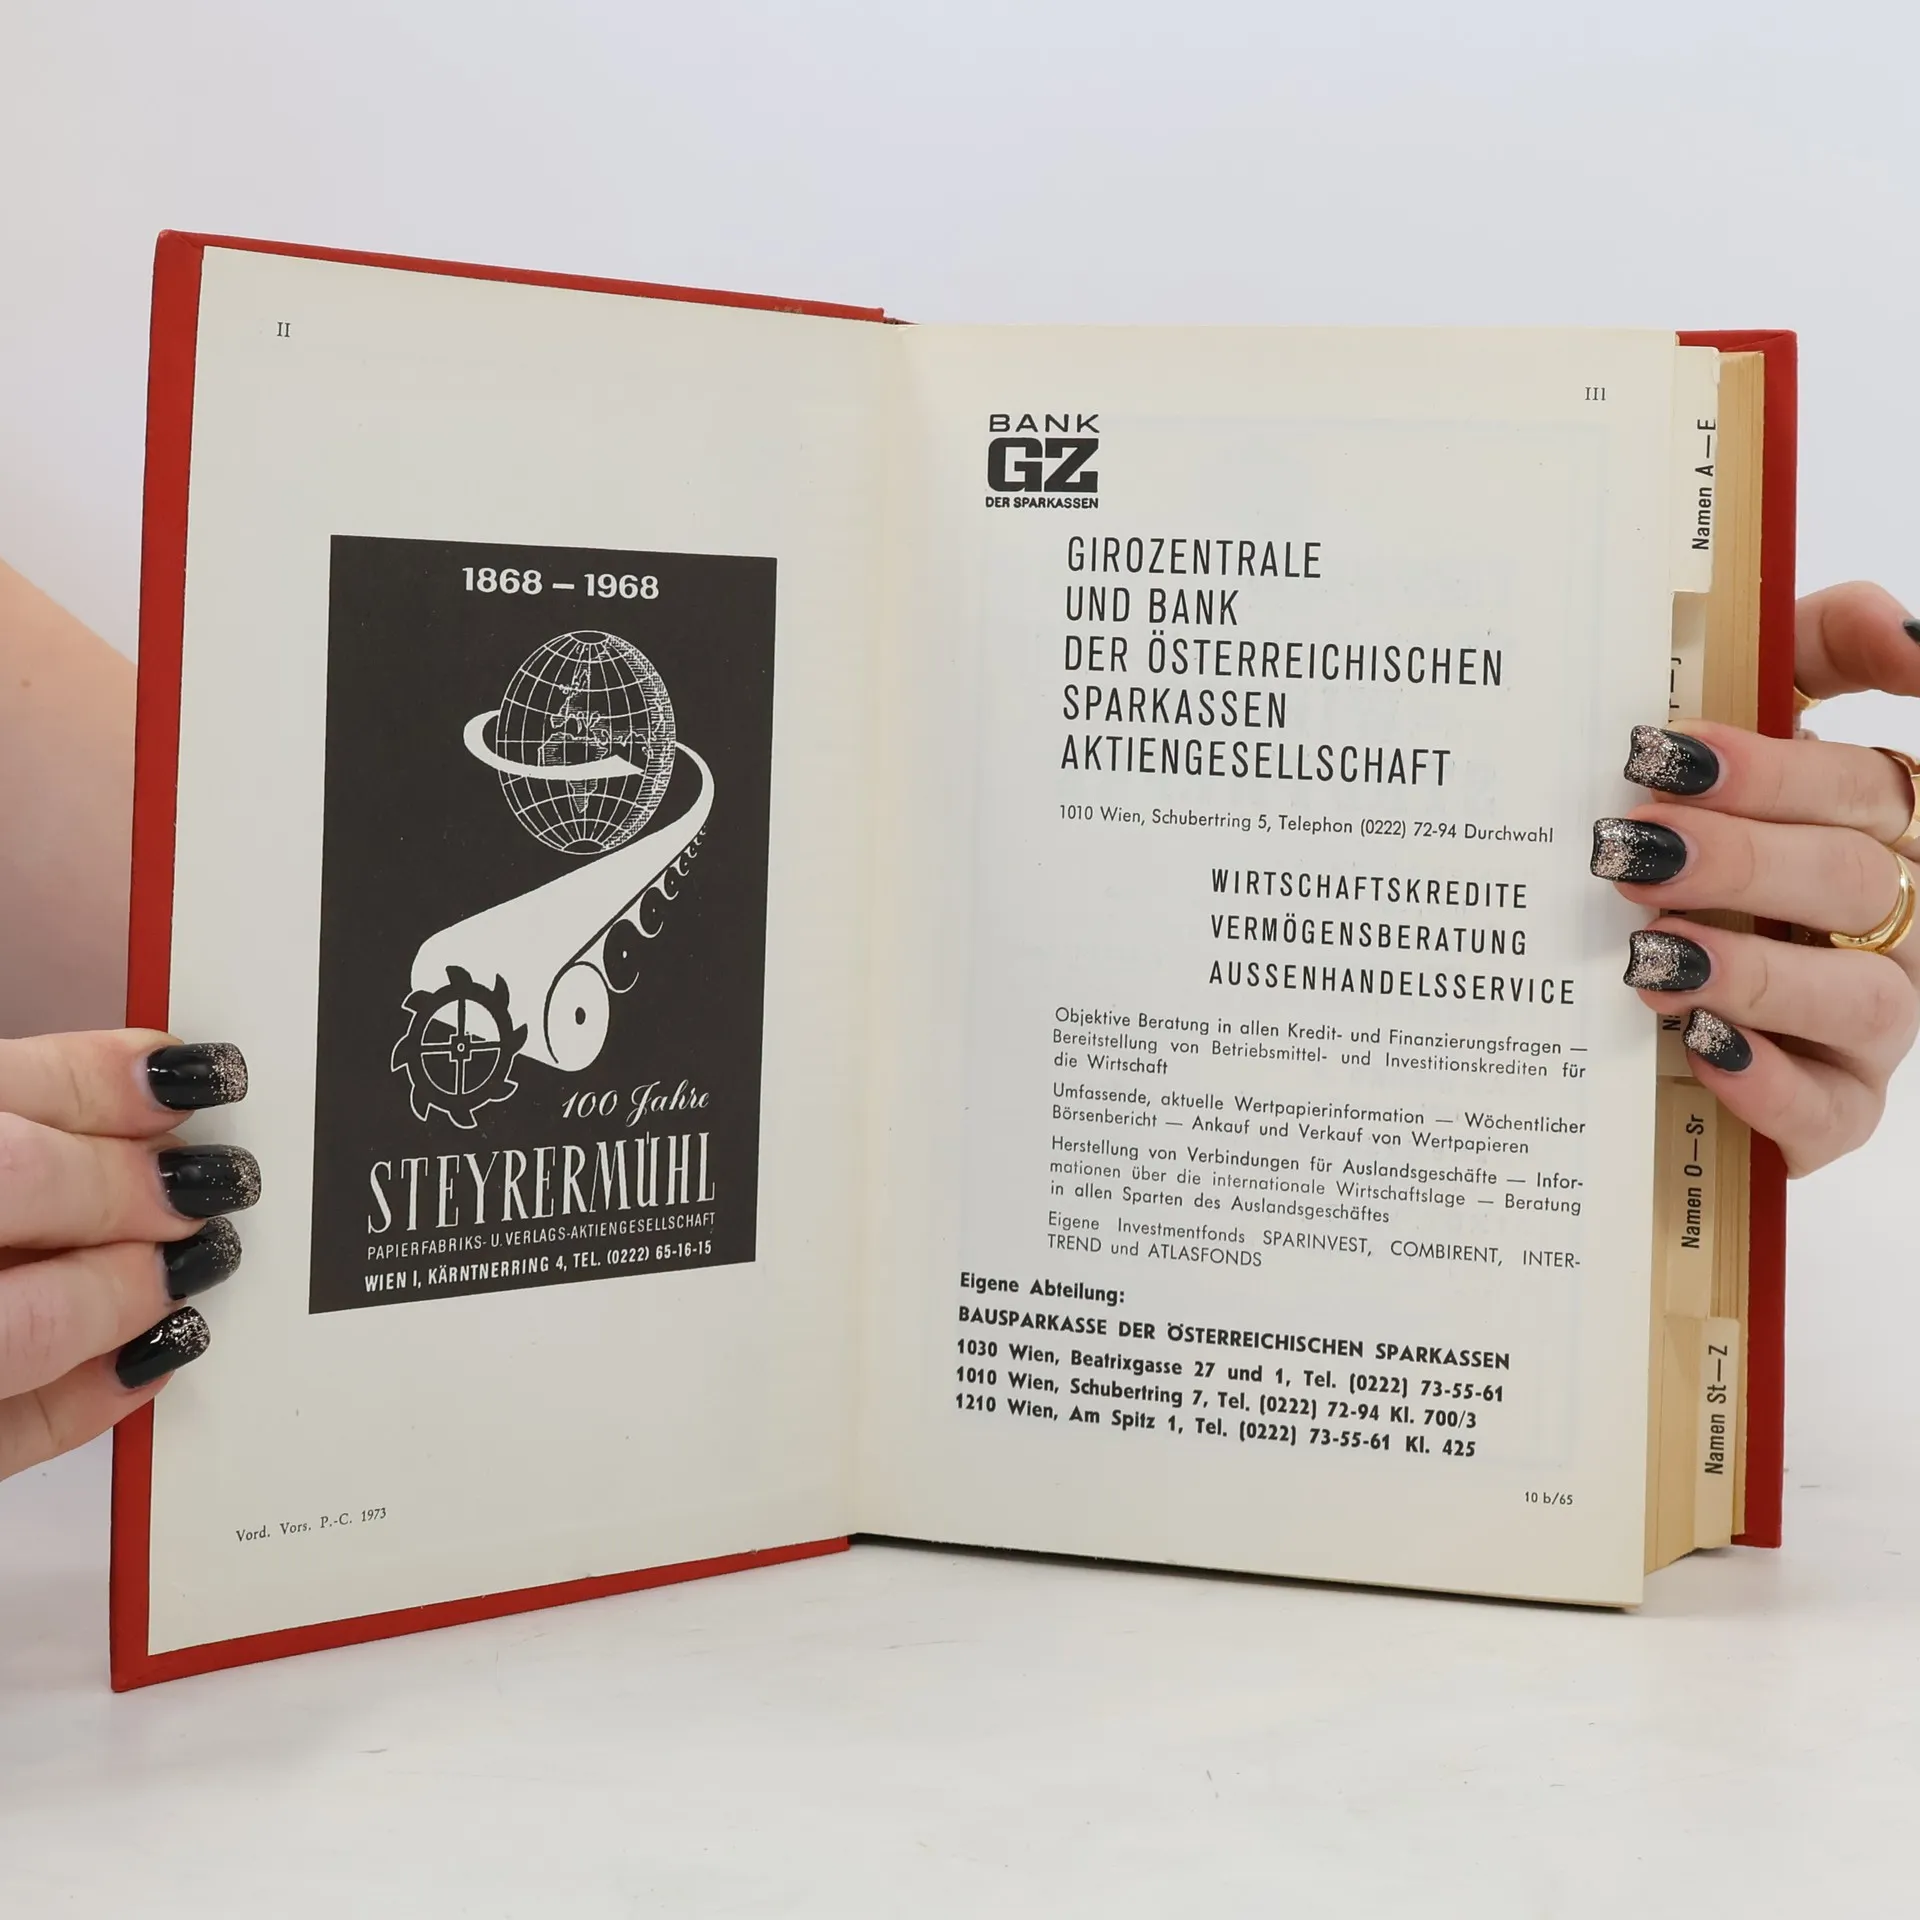 II
1868 – 1968
100 Jahre
STEYRERMÜHL
PAPIERFABRIKS- U. VERLAGS-AKTIENGESELLSCHAFT
WIEN I, KÄRNTNERRING 4, TEL. (0222) 65-16-15
Vord. Vors. P.-C. 1973
III
BANK
GZ
DER SPARKASSEN
GIROZENTRALE
UND BANK
DER ÖSTERREICHISCHEN
SPARKASSEN
AKTIENGESELLSCHAFT
1010 Wien, Schubertring 5, Telephon (0222) 72-94 Durchwahl
WIRTSCHAFTSKREDITE
VERMÖGENSBERATUNG
AUSSENHANDELSSERVICE
Objektive Beratung in allen Kredit- und Finanzierungsfragen —
Bereitstellung von Betriebsmittel- und Investitionskrediten für
die Wirtschaft
Umfassende, aktuelle Wertpapierinformation — Wöchentlicher
Börsenbericht — Ankauf und Verkauf von Wertpapieren
Herstellung von Verbindungen für Auslandsgeschäfte — Infor-
mationen über die internationale Wirtschaftslage — Beratung
in allen Sparten des Auslandsgeschäftes
Eigene Investmentfonds SPARINVEST, COMBIRENT, INTER-
TREND und ATLASFONDS
Eigene Abteilung:
BAUSPARKASSE DER ÖSTERREICHISCHEN SPARKASSEN
1030 Wien, Beatrixgasse 27 und 1, Tel. (0222) 73-55-61
1010 Wien, Schubertring 7, Tel. (0222) 72-94 Kl. 700/3
1210 Wien, Am Spitz 1, Tel. (0222) 73-55-61 Kl. 425
10 b/65
Namen A—E
Namen O—Sr
Namen St—Z